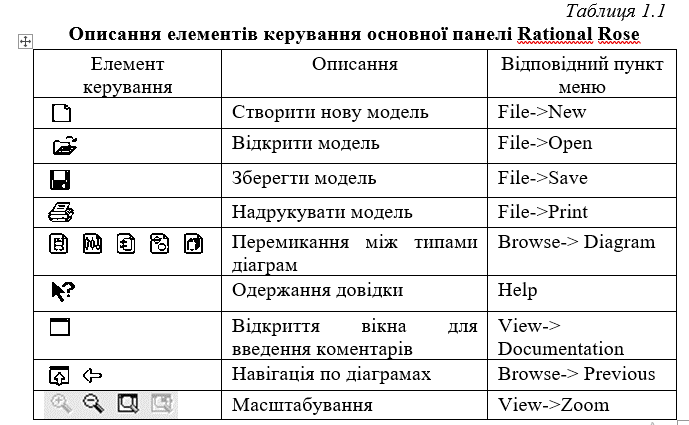 Таблиця 1.1
Описання елементів керування основної панелі Rational Rose
Елемент керування Описання Відповідний пункт меню
Створити нову модель File->New
Відкрити модель File->Open
Зберегти модель File->Save
Надрукувати модель File->Print
Перемикання між типами діаграм Browse-> Diagram
Одержання довідки Help
Відкриття вікна для введення коментарів View-> Documentation
Навігація по діаграмах Browse-> Previous
Масштабування View->Zoom